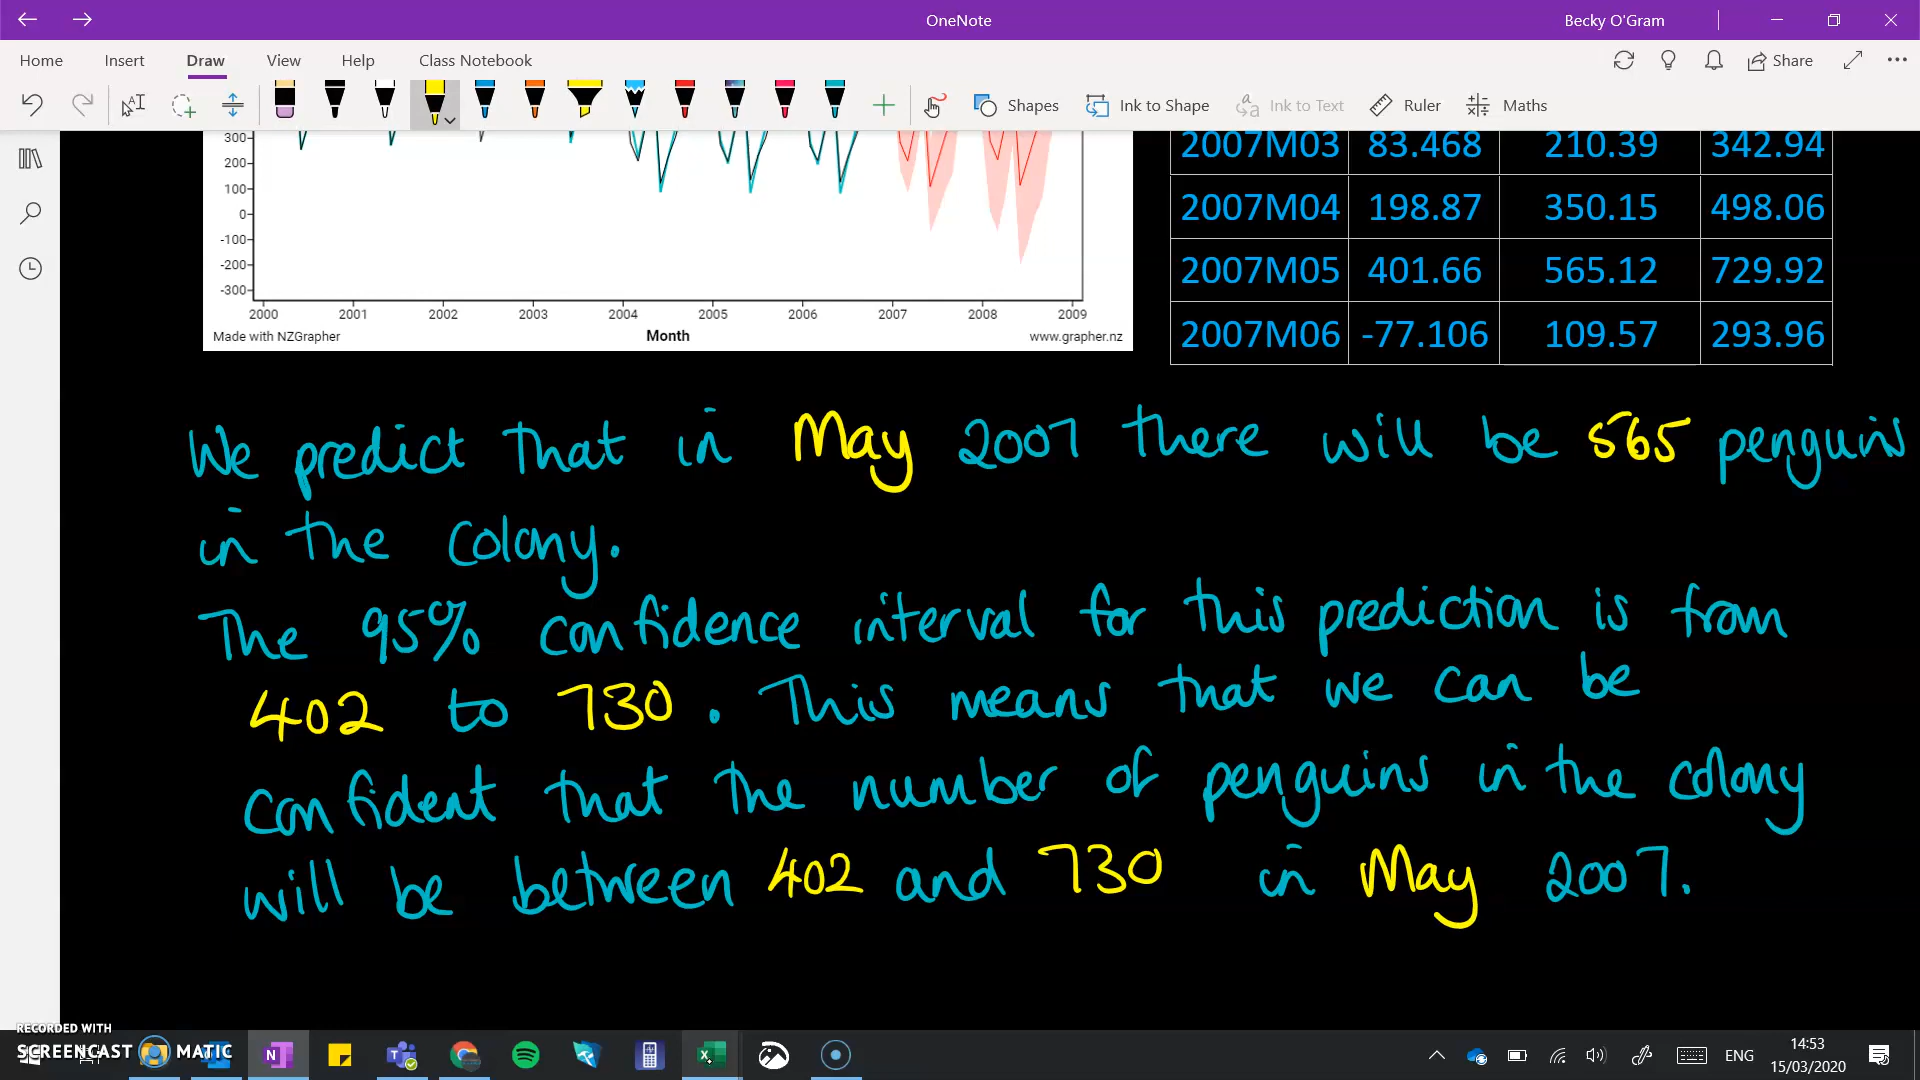 OneNote
Becky O'Gram
Home Insert Draw View Help Class Notebook
Share
Shapes Ink to Shape Ink to Text Ruler Maths
300
200
100
0
-100
-200
-300
2000 2001 2002 2003 2004 2005 2006 2007 2008 2009
Made with NZGrapher Month www.grapher.nz
2007M03 83.468 210.39 342.94
2007M04 198.87 350.15 498.06
2007M05 401.66 565.12 729.92
2007M06 -77.106 109.57 293.96
We predict that in May 2007 there will be 565 penguins
in the colony.
The 95% confidence interval for this prediction is from
402 to 730. This means that we can be
confident that the number of penguins in the colony
will be between 402 and 730 in May 2007.
RECORDED WITH
SCREENCAST MATIC
ENG
14:53
15/03/2020